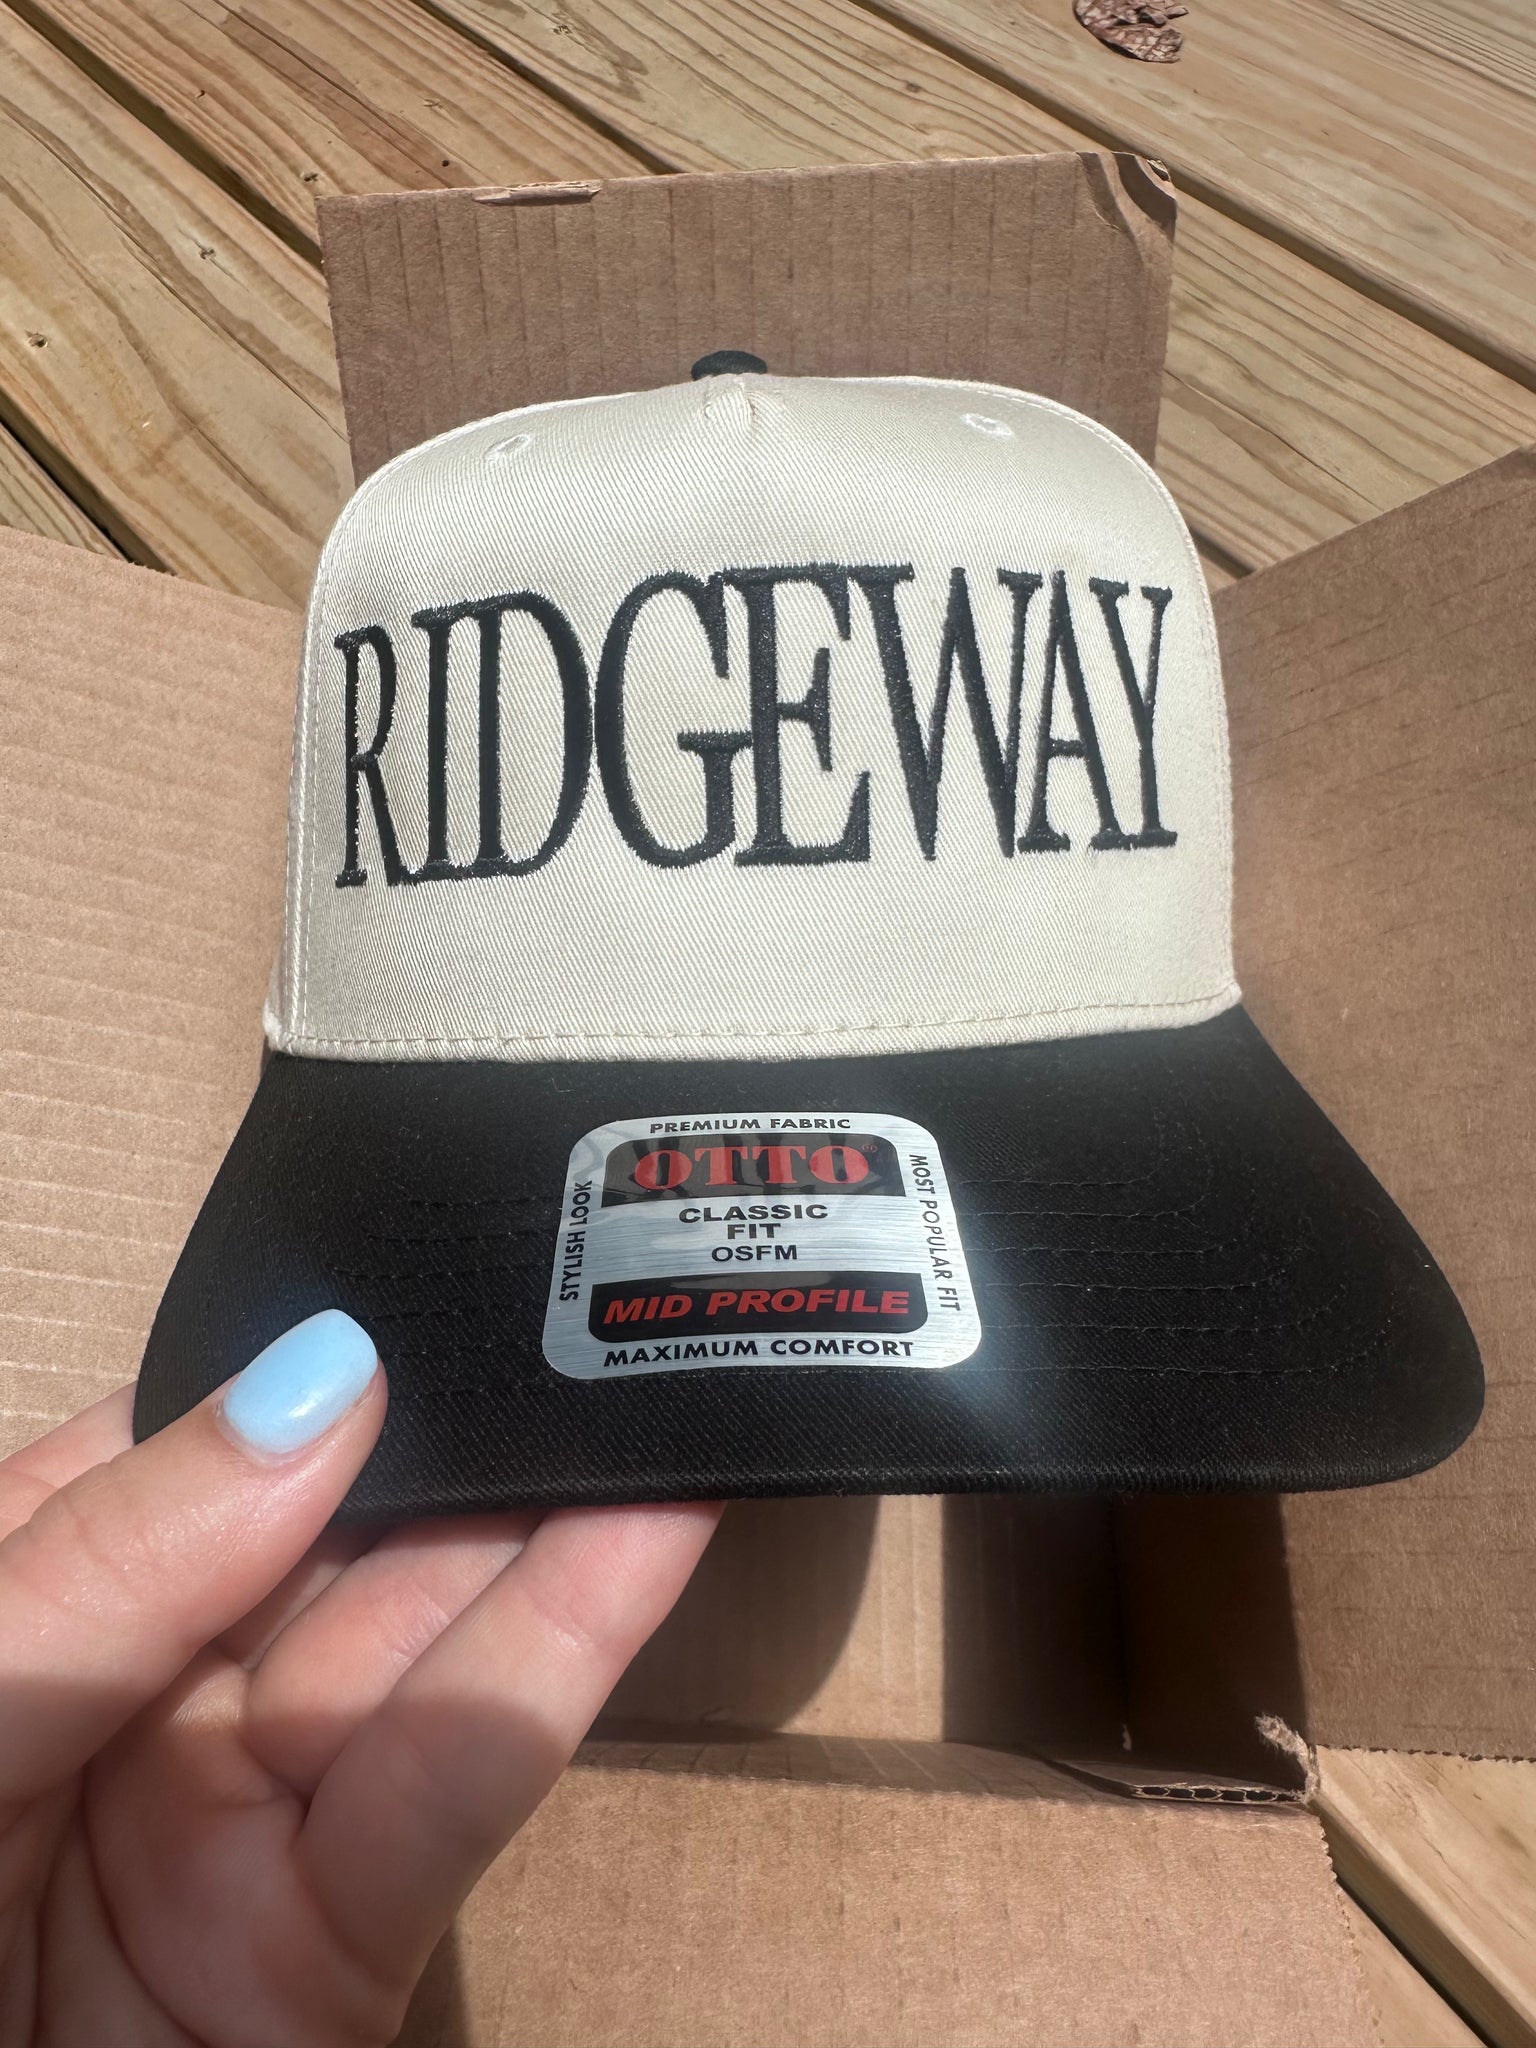 RIDGEWAY
PREMIUM FABRIC
OTTO®
STYLISH LOOK
CLASSIC
FIT
OSFM
MOST POPULAR FIT
MID PROFILE
MAXIMUM COMFORT